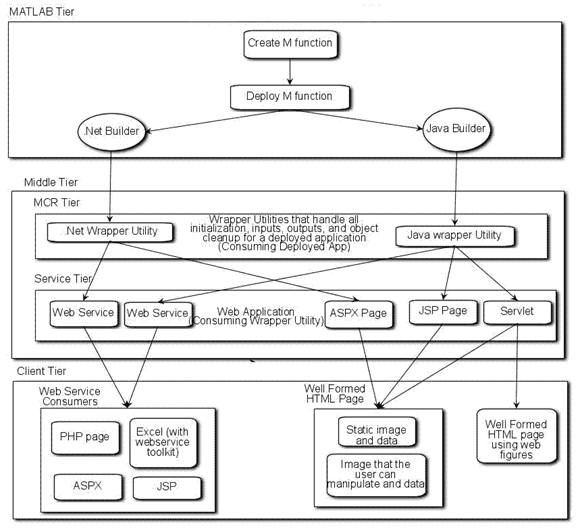 MATLAB Tier
Create M function
Deploy M function
.Net Builder
Java Builder
Middle Tier
MCR Tier
Wrapper Utilities that handle all
initialization, inputs, outputs, and object
cleanup for a deployed application
(Consuming Deployed App)
.Net Wrapper Utility
Java wrapper Utility
Service Tier
Web Service
Web Service
Web Application
(Consuming Wrapper Utility)
ASPX Page
JSP Page
Servlet
Client Tier
Web Service
Consumers
PHP page
Excel (with
webservice
toolkit)
ASPX
JSP
Well Formed
HTML Page
Static image
and data
Image that the
user can
manipulate and data
Well Formed
HTML page
using web
figures